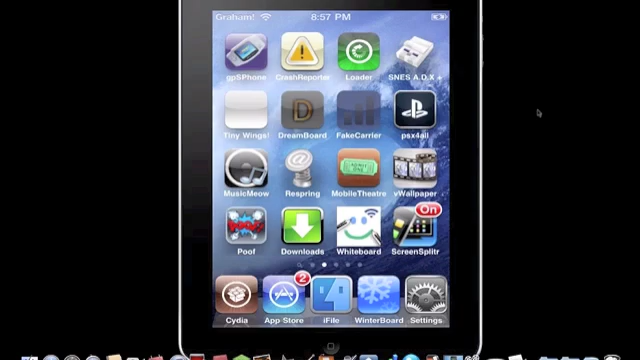 Graham! 8:57 PM
gpSPhone CrashReporter Loader SNES A.D.X +
Tiny Wings! DreamBoard FakeCarrier psx4all
MusicMeow Respring MobileTheatre vWallpaper
On
Poof Downloads Whiteboard ScreenSplitr
2
Cydia App Store iFile WinterBoard Settings